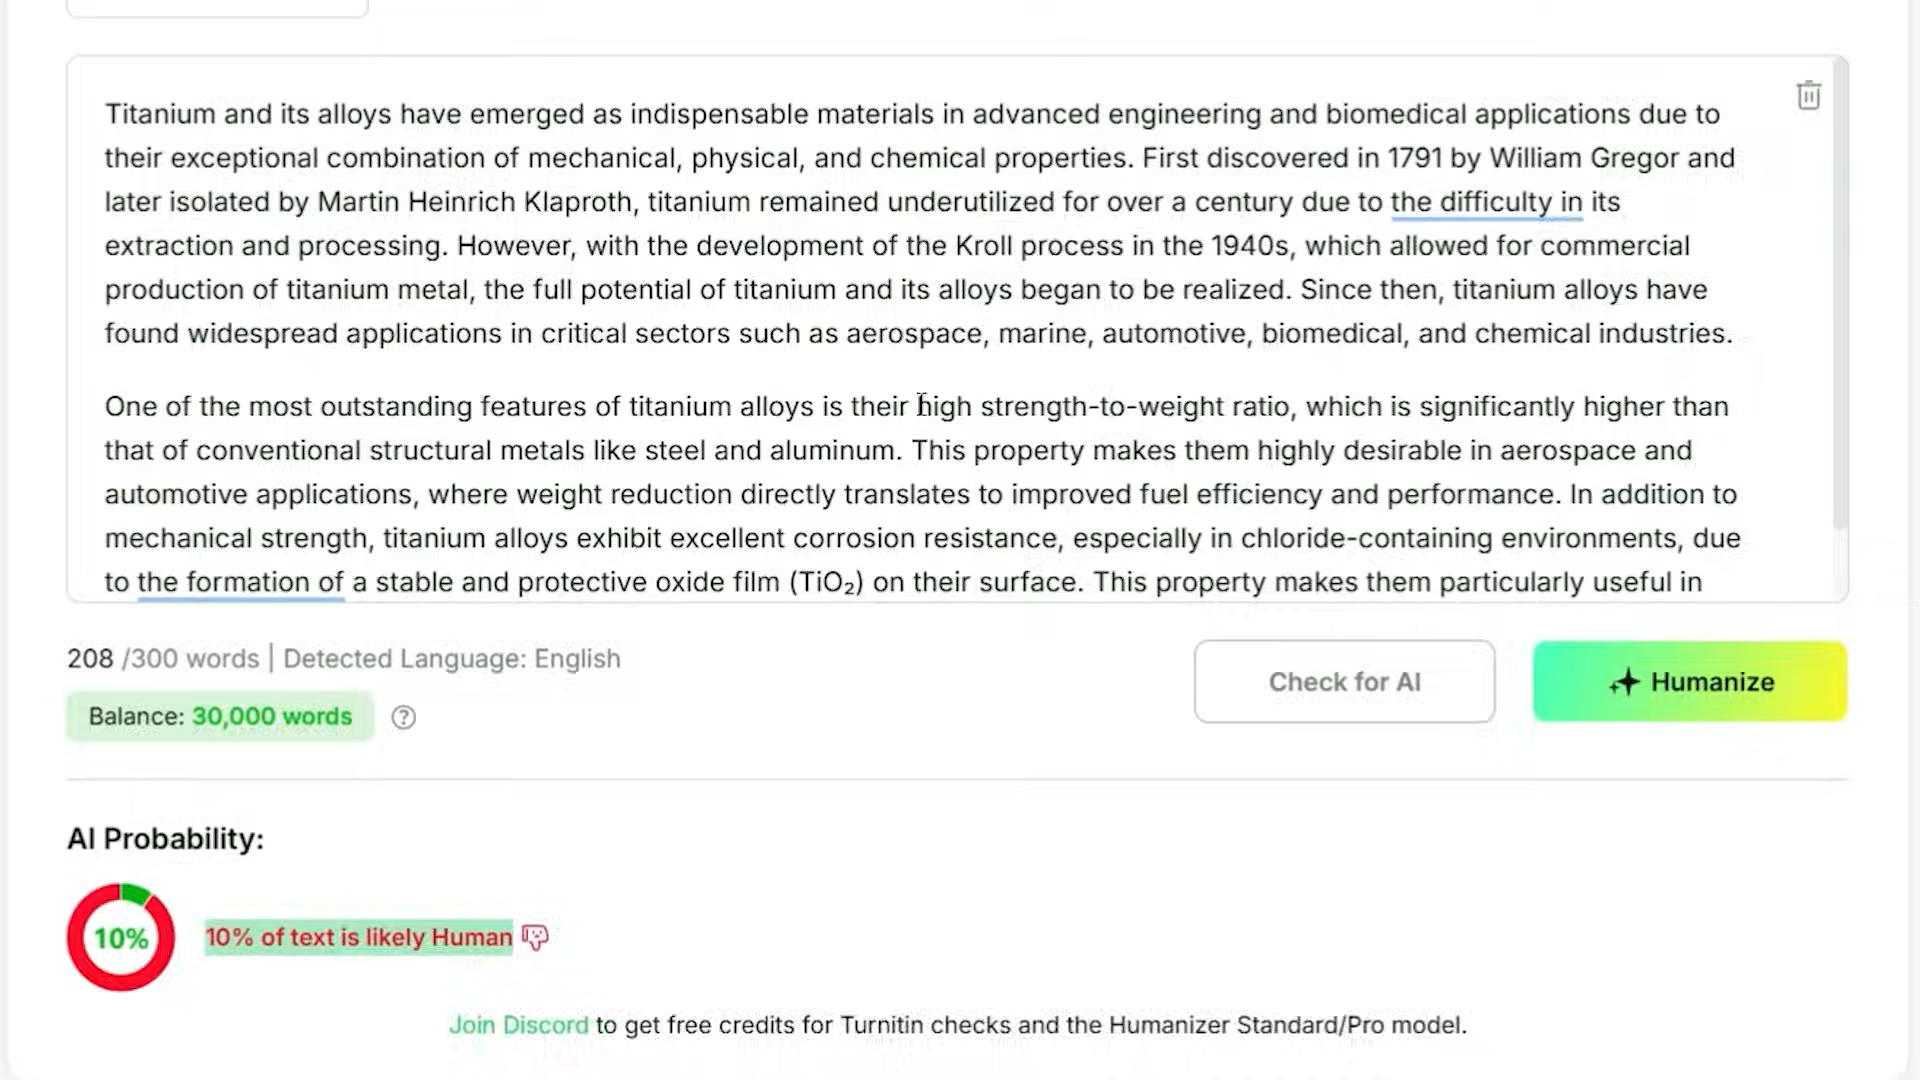 Titanium and its alloys have emerged as indispensable materials in advanced engineering and biomedical applications due to
their exceptional combination of mechanical, physical, and chemical properties. First discovered in 1791 by William Gregor and
later isolated by Martin Heinrich Klaproth, titanium remained underutilized for over a century due to the difficulty in its
extraction and processing. However, with the development of the Kroll process in the 1940s, which allowed for commercial
production of titanium metal, the full potential of titanium and its alloys began to be realized. Since then, titanium alloys have
found widespread applications in critical sectors such as aerospace, marine, automotive, biomedical, and chemical industries.
One of the most outstanding features of titanium alloys is their high strength-to-weight ratio, which is significantly higher than
that of conventional structural metals like steel and aluminum. This property makes them highly desirable in aerospace and
automotive applications, where weight reduction directly translates to improved fuel efficiency and performance. In addition to
mechanical strength, titanium alloys exhibit excellent corrosion resistance, especially in chloride-containing environments, due
to the formation of a stable and protective oxide film (TiO₂) on their surface. This property makes them particularly useful in
208 /300 words | Detected Language: English
Check for AI
Humanize
Balance: 30,000 words
AI Probability:
10%
10% of text is likely Human
Join Discord to get free credits for Turnitin checks and the Humanizer Standard/Pro model.